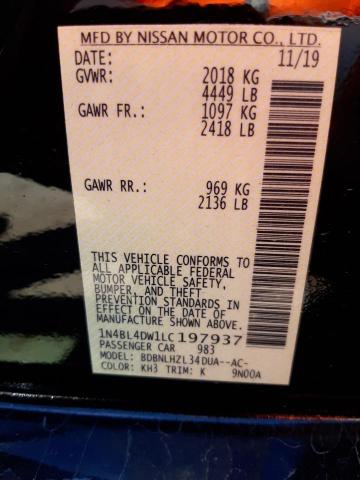 MFD BY NISSAN MOTOR CO., LTD.
DATE: 11/19
GVWR: 2018 KG
4449 LB
GAWR FR.: 1097 KG
2418 LB
GAWR RR.: 969 KG
2136 LB
THIS VEHICLE CONFORMS TO
ALL APPLICABLE FEDERAL
MOTOR VEHICLE SAFETY,
BUMPER, AND THEFT
PREVENTION STANDARDS IN
EFFECT ON THE DATE OF
MANUFACTURE SHOWN ABOVE.
1N4BL4DW1LC197937
PASSENGER CAR 983
MODEL: BDBNLHZL34DUA--AC-
COLOR: KH3 TRIM: K 9N00A